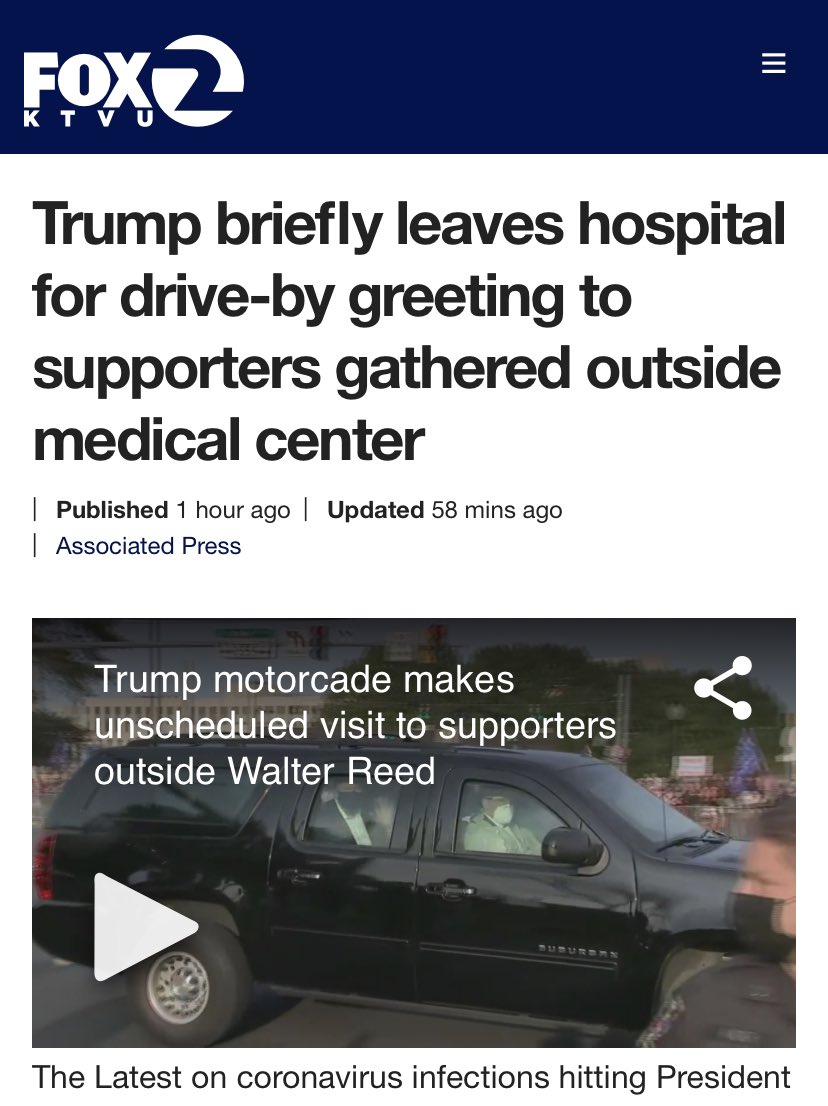 FOX 2
KTVU
Trump briefly leaves hospital
for drive-by greeting to
supporters gathered outside
medical center
| Published 1 hour ago | Updated 58 mins ago
| Associated Press
Trump motorcade makes
unscheduled visit to supporters
outside Walter Reed
SUBURBAN
The Latest on coronavirus infections hitting President